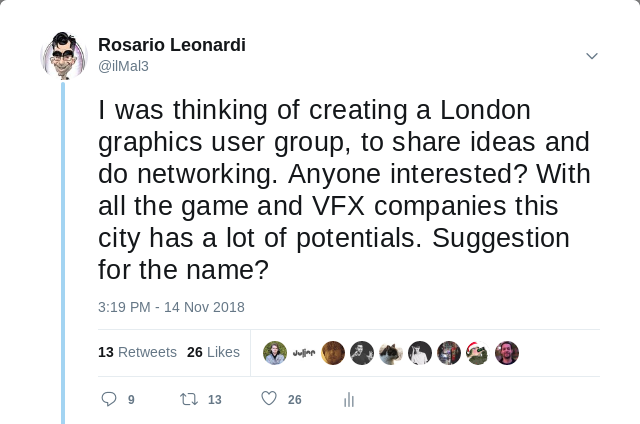 Rosario Leonardi
@ilMal3
I was thinking of creating a London
graphics user group, to share ideas and
do networking. Anyone interested? With
all the game and VFX companies this
city has a lot of potentials. Suggestion
for the name?
3:19 PM - 14 Nov 2018
13 Retweets 26 Likes
9 13 26